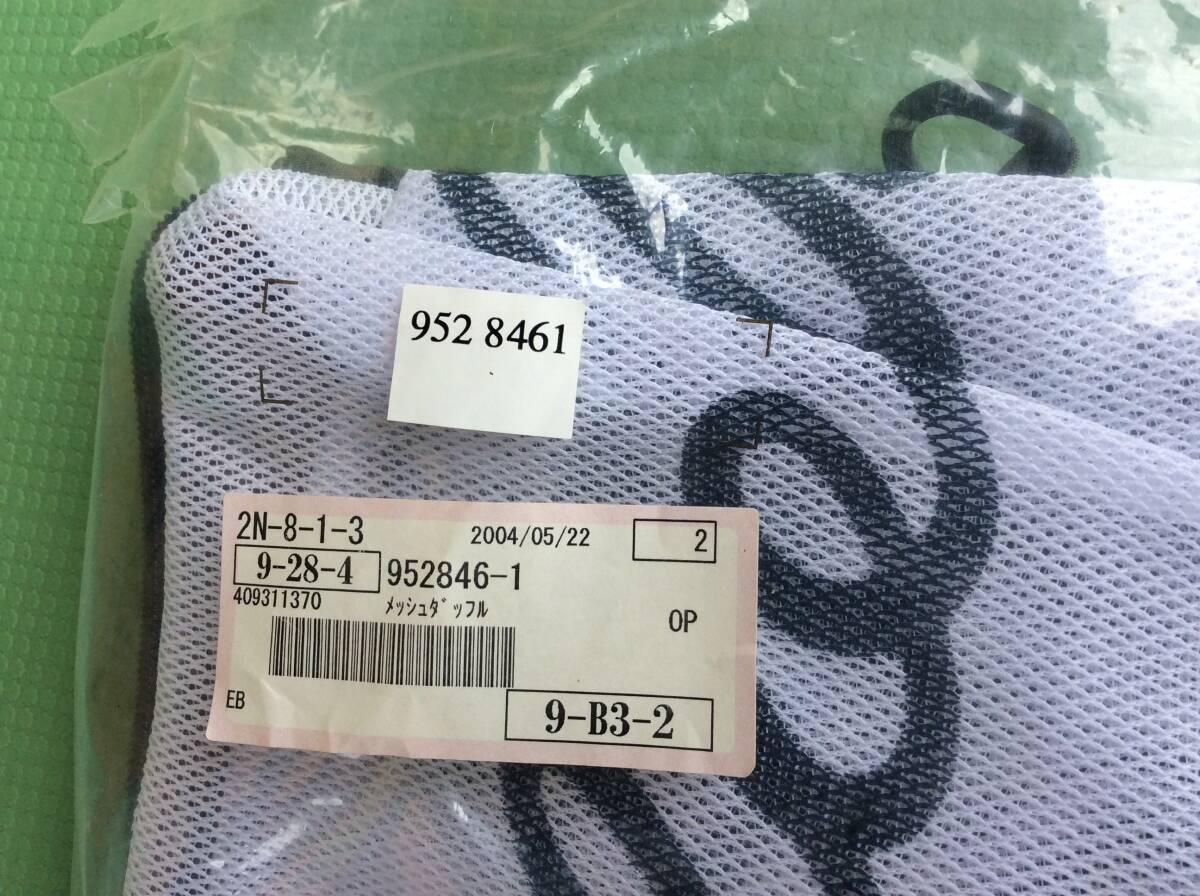 952 8461
2N-8-1-3 2004/05/22 2
9-28-4 952846-1
409311370 ﾒｯｼｭﾀﾞｯﾌﾙ OP
EB 9-B3-2